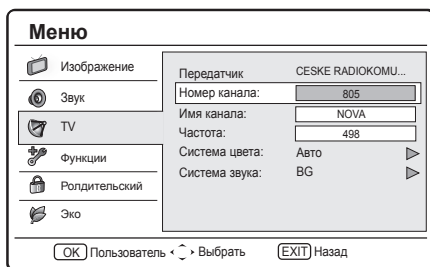 Меню
Изображение
Звук
TV
Функции
Ролдительский
Эко
Передатчик CESKE RADIOKOMU...
Номер канала: 805
Имя канала: NOVA
Частота: 498
Система цвета: Авто
Система звука: BG
OK Пользователь Выбрать EXIT Назад